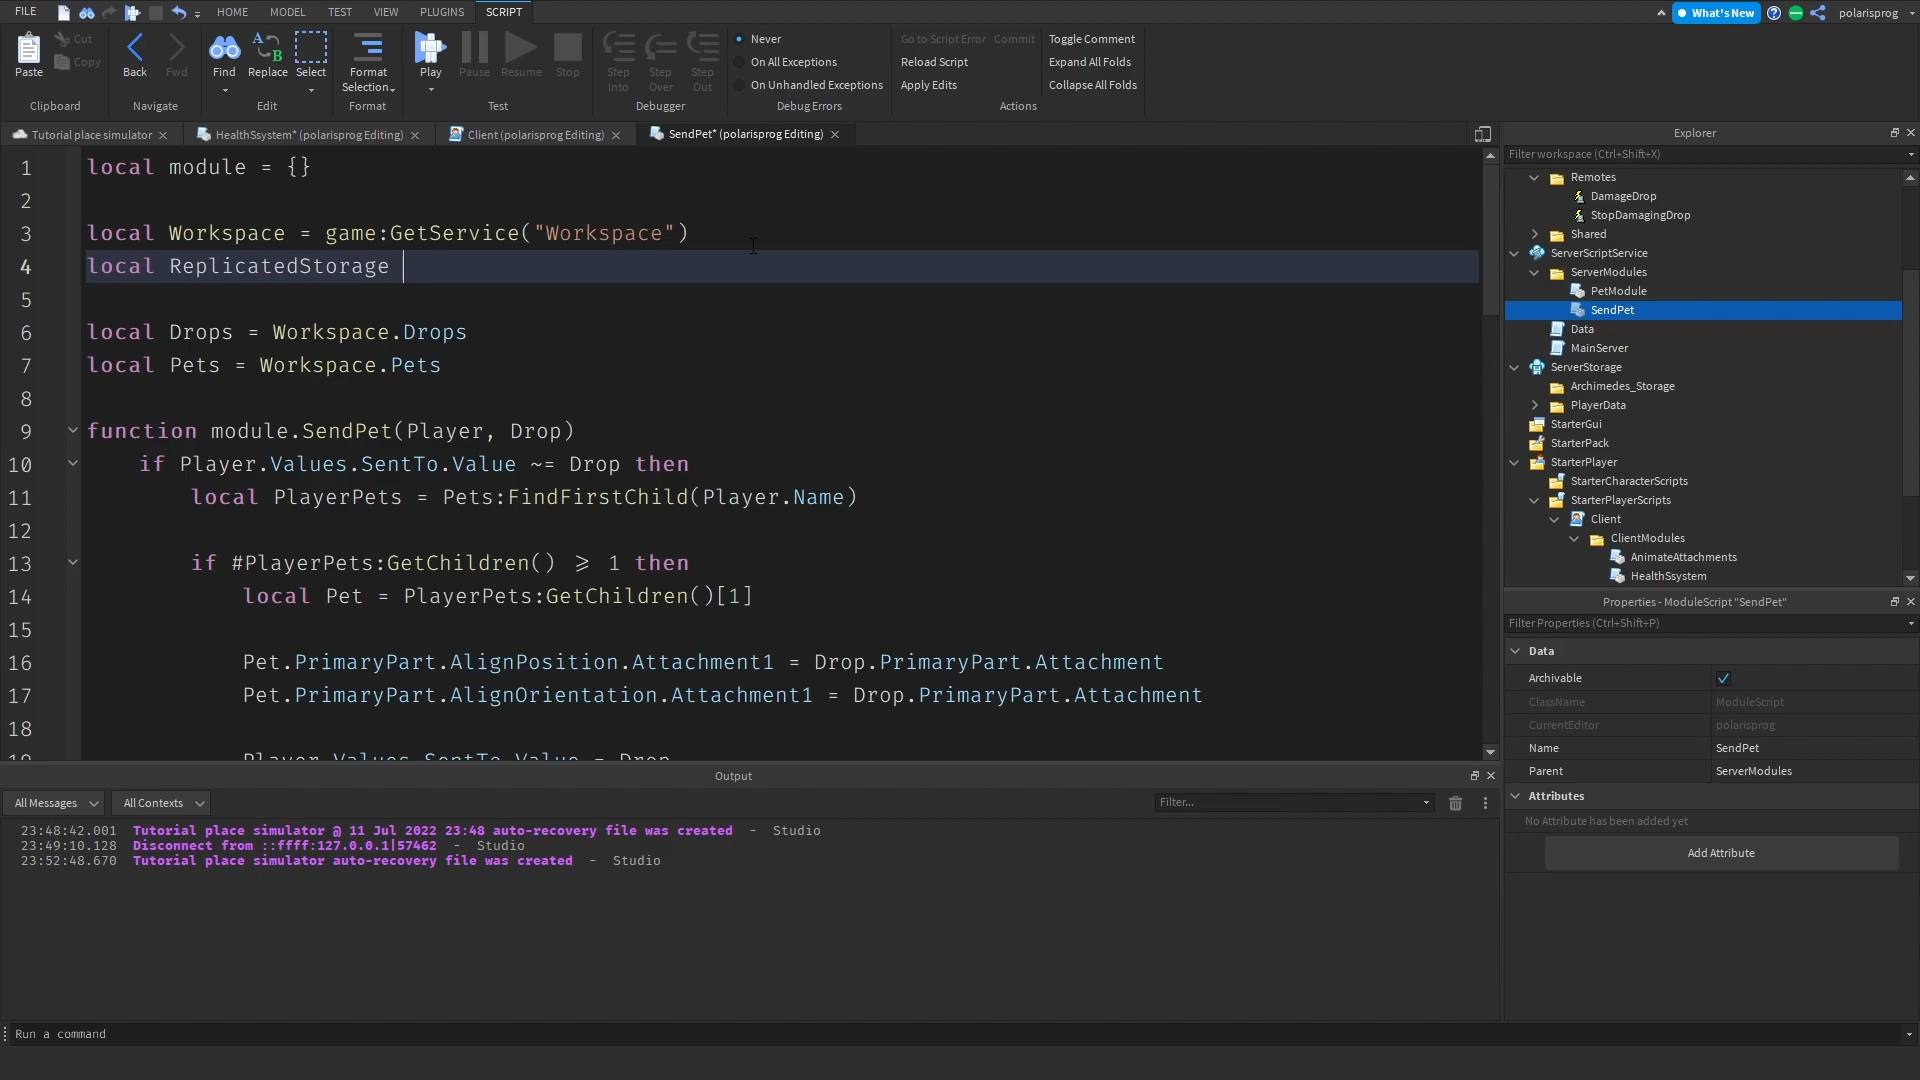 FILE HOME MODEL TEST VIEW PLUGINS SCRIPT What's New polarisprog
Paste Cut Copy Clipboard
Back Fwd Navigate
Find Replace Select Edit
Format Selection Format
Play Pause Resume Stop Test
Step Into Step Over Step Out Debugger
Never
On All Exceptions
On Unhandled Exceptions
Debug Errors
Go to Script Error Commit Toggle Comment
Reload Script Expand All Folds
Apply Edits Collapse All Folds
Actions
Tutorial place simulator HealthSsystem* (polarisprog Editing) Client (polarisprog Editing) SendPet* (polarisprog Editing)
1 local module = {}
2
3 local Workspace = game:GetService("Workspace")
4 local ReplicatedStorage
5
6 local Drops = Workspace.Drops
7 local Pets = Workspace.Pets
8
9 function module.SendPet(Player, Drop)
10 if Player.Values.SentTo.Value ~= Drop then
11 local PlayerPets = Pets:FindFirstChild(Player.Name)
12
13 if #PlayerPets:GetChildren() ⩾ 1 then
14 local Pet = PlayerPets:GetChildren()[1]
15
16 Pet.PrimaryPart.AlignPosition.Attachment1 = Drop.PrimaryPart.Attachment
17 Pet.PrimaryPart.AlignOrientation.Attachment1 = Drop.PrimaryPart.Attachment
18
19 Player.Values.SentTo.Value = Drop
Explorer
Filter workspace (Ctrl+Shift+X)
Remotes
DamageDrop
StopDamagingDrop
Shared
ServerScriptService
ServerModules
PetModule
SendPet
Data
MainServer
ServerStorage
Archimedes_Storage
PlayerData
StarterGui
StarterPack
StarterPlayer
StarterCharacterScripts
StarterPlayerScripts
Client
ClientModules
AnimateAttachments
HealthSsystem
Properties - ModuleScript "SendPet"
Filter Properties (Ctrl+Shift+P)
Data
Archivable
ClassName ModuleScript
CurrentEditor polarisprog
Name SendPet
Parent ServerModules
Attributes
No Attribute has been added yet
Add Attribute
Output
All Messages All Contexts Filter...
23:48:42.001 Tutorial place simulator @ 11 Jul 2022 23:48 auto-recovery file was created - Studio
23:49:10.128 Disconnect from ::ffff:127.0.0.1|57462 - Studio
23:52:48.670 Tutorial place simulator auto-recovery file was created - Studio
Run a command